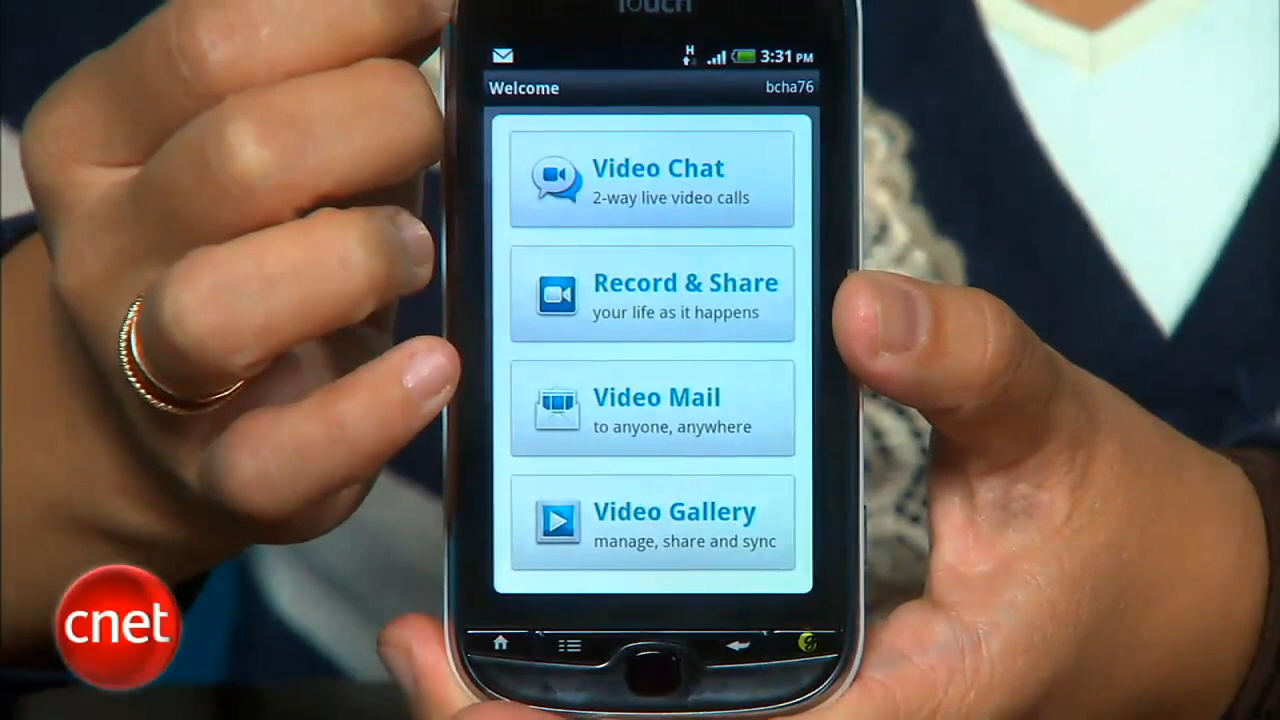 Touch
H
3:31 PM
Welcome
bcha76
Video Chat
2-way live video calls
Record & Share
your life as it happens
Video Mail
to anyone, anywhere
Video Gallery
manage, share and sync
cnet